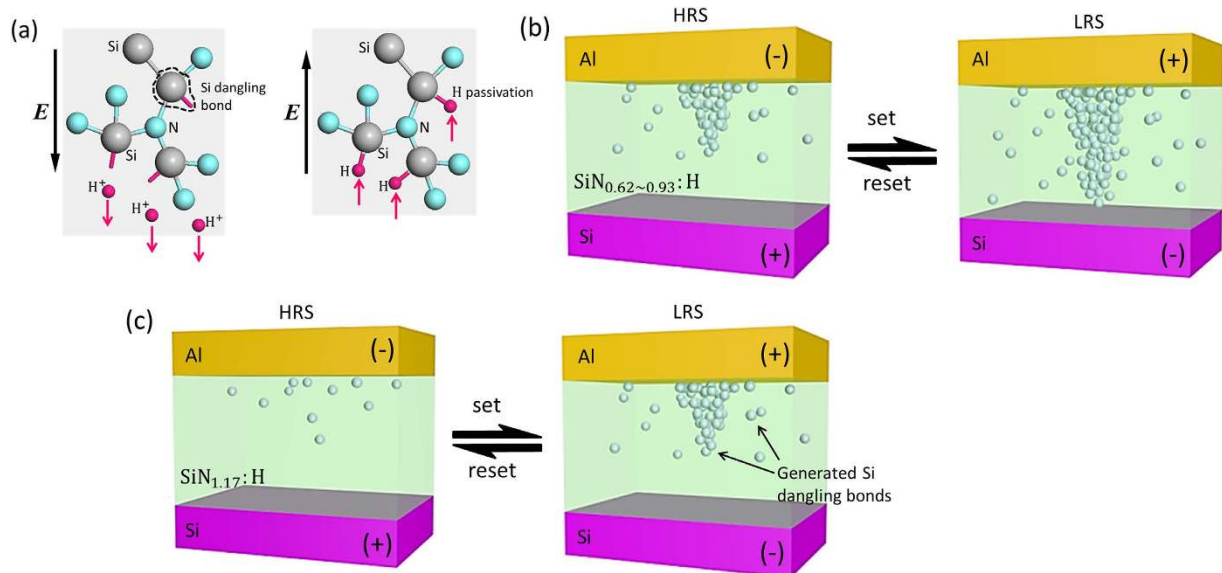 (a)
Si
Si dangling
bond
E
N
Si
H+
H+
H+
Si
H passivation
E
N
Si
H
H
(b)
HRS
LRS
Al
(-)
Al
(+)
set
reset
SiN0.62~0.93: H
Si
(+)
Si
(-)
(c)
HRS
LRS
Al
(-)
Al
(+)
set
reset
SiN1.17: H
Generated Si
dangling bonds
Si
(+)
Si
(-)